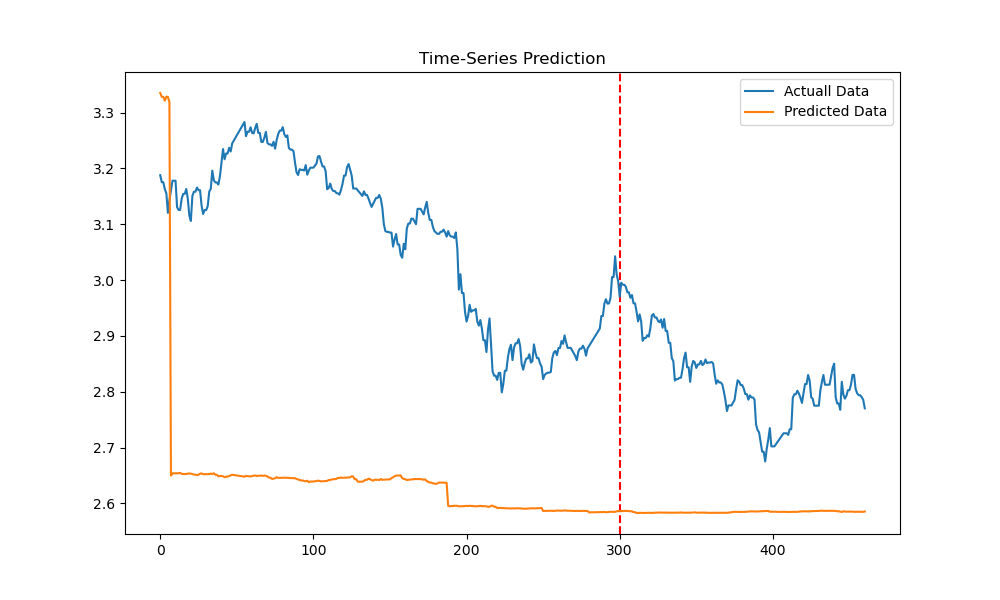 Time-Series Prediction
Actuall Data
Predicted Data
3.3
3.2
3.1
3.0
2.9
2.8
2.7
2.6
0 100 200 300 400